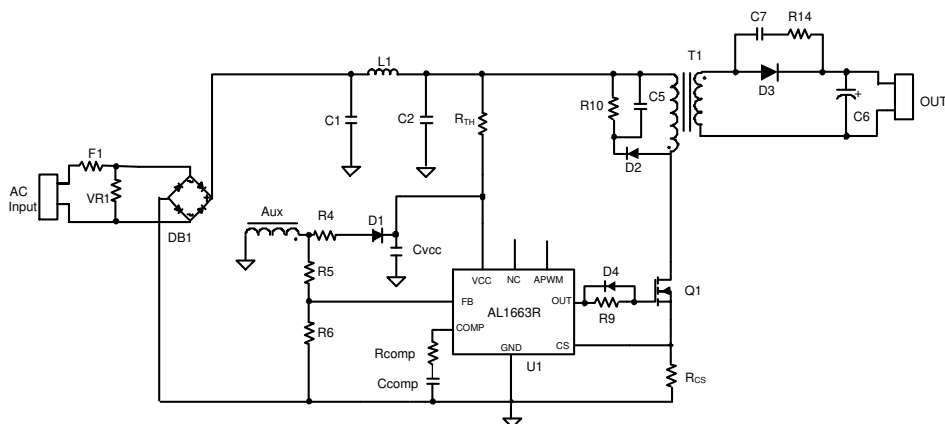 C7
R14
T1
L1
D3
C6
+
OUT
R10
C5
D2
C1
C2
RTH
F1
VR1
AC
Input
DB1
Aux
R4
D1
Cvcc
R5
R6
VCC
NC
APWM
FB
OUT
COMP
AL1663R
GND
CS
U1
D4
R9
Q1
Rcomp
Ccomp
RCS